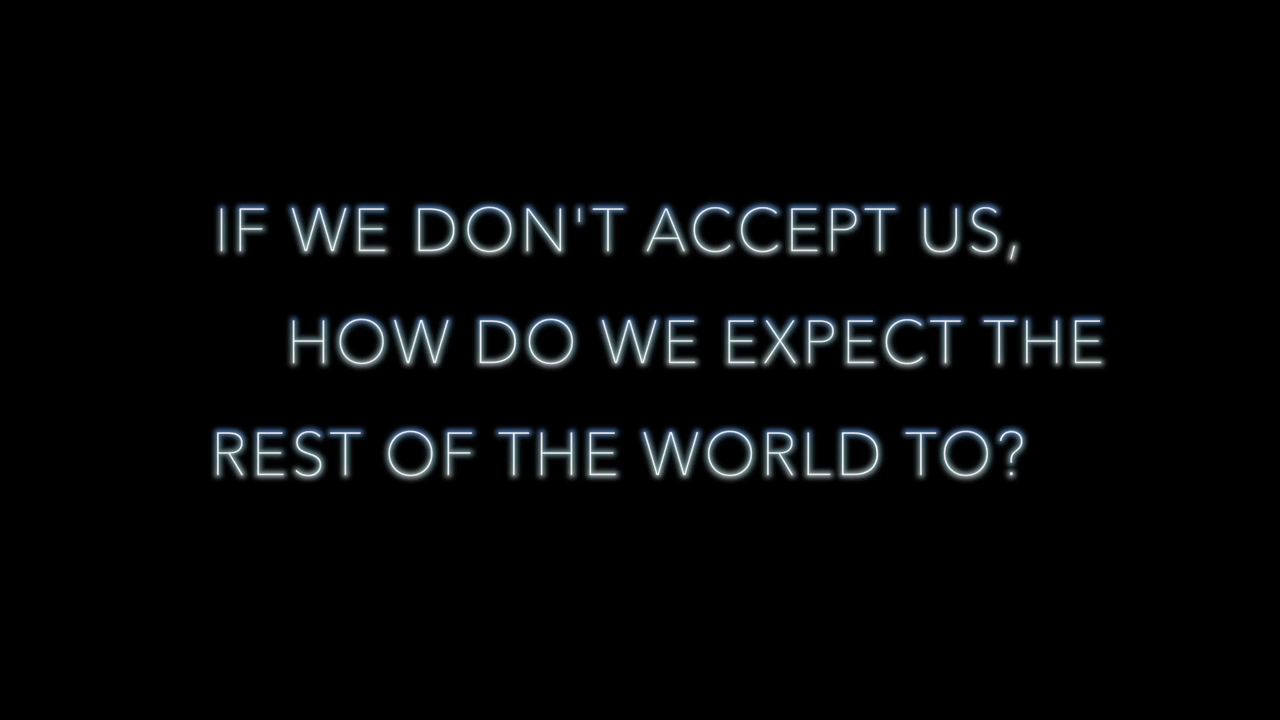 IF WE DON'T ACCEPT US,
HOW DO WE EXPECT THE
REST OF THE WORLD TO?